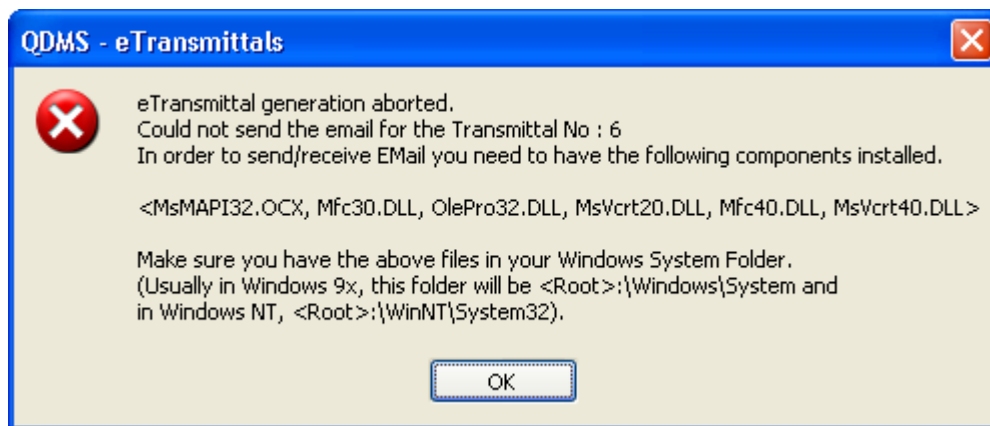 QDMS - eTransmittals
eTransmittal generation aborted.
Could not send the email for the Transmittal No : 6
In order to send/receive EMail you need to have the following components installed.
<MsMAPI32.OCX, Mfc30.DLL, OlePro32.DLL, MsVcrt20.DLL, Mfc40.DLL, MsVcrt40.DLL>
Make sure you have the above files in your Windows System Folder.
(Usually in Windows 9x, this folder will be <Root>:\Windows\System and
in Windows NT, <Root>:\WinNT\System32).
OK